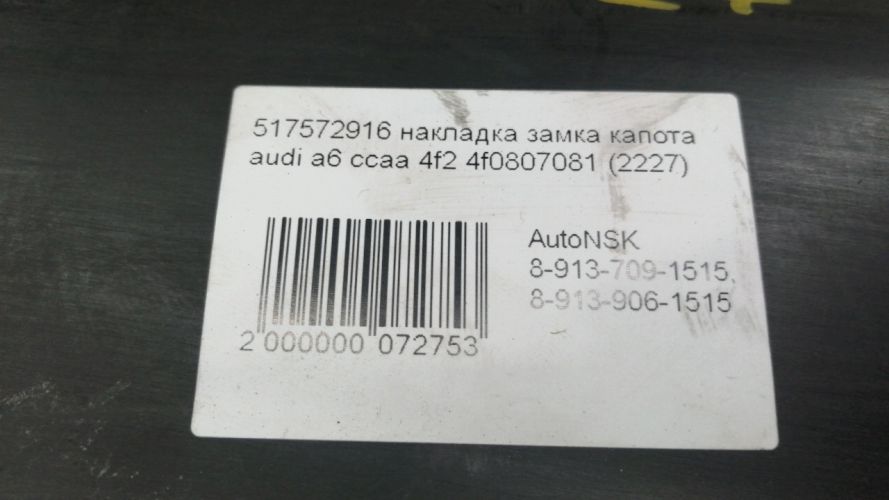 517572916 накладка замка капота
audi a6 ccaa 4f2 4f0807081 (2227)
AutoNSK
8-913-709-1515,
8-913-906-1515
2 000000 072753